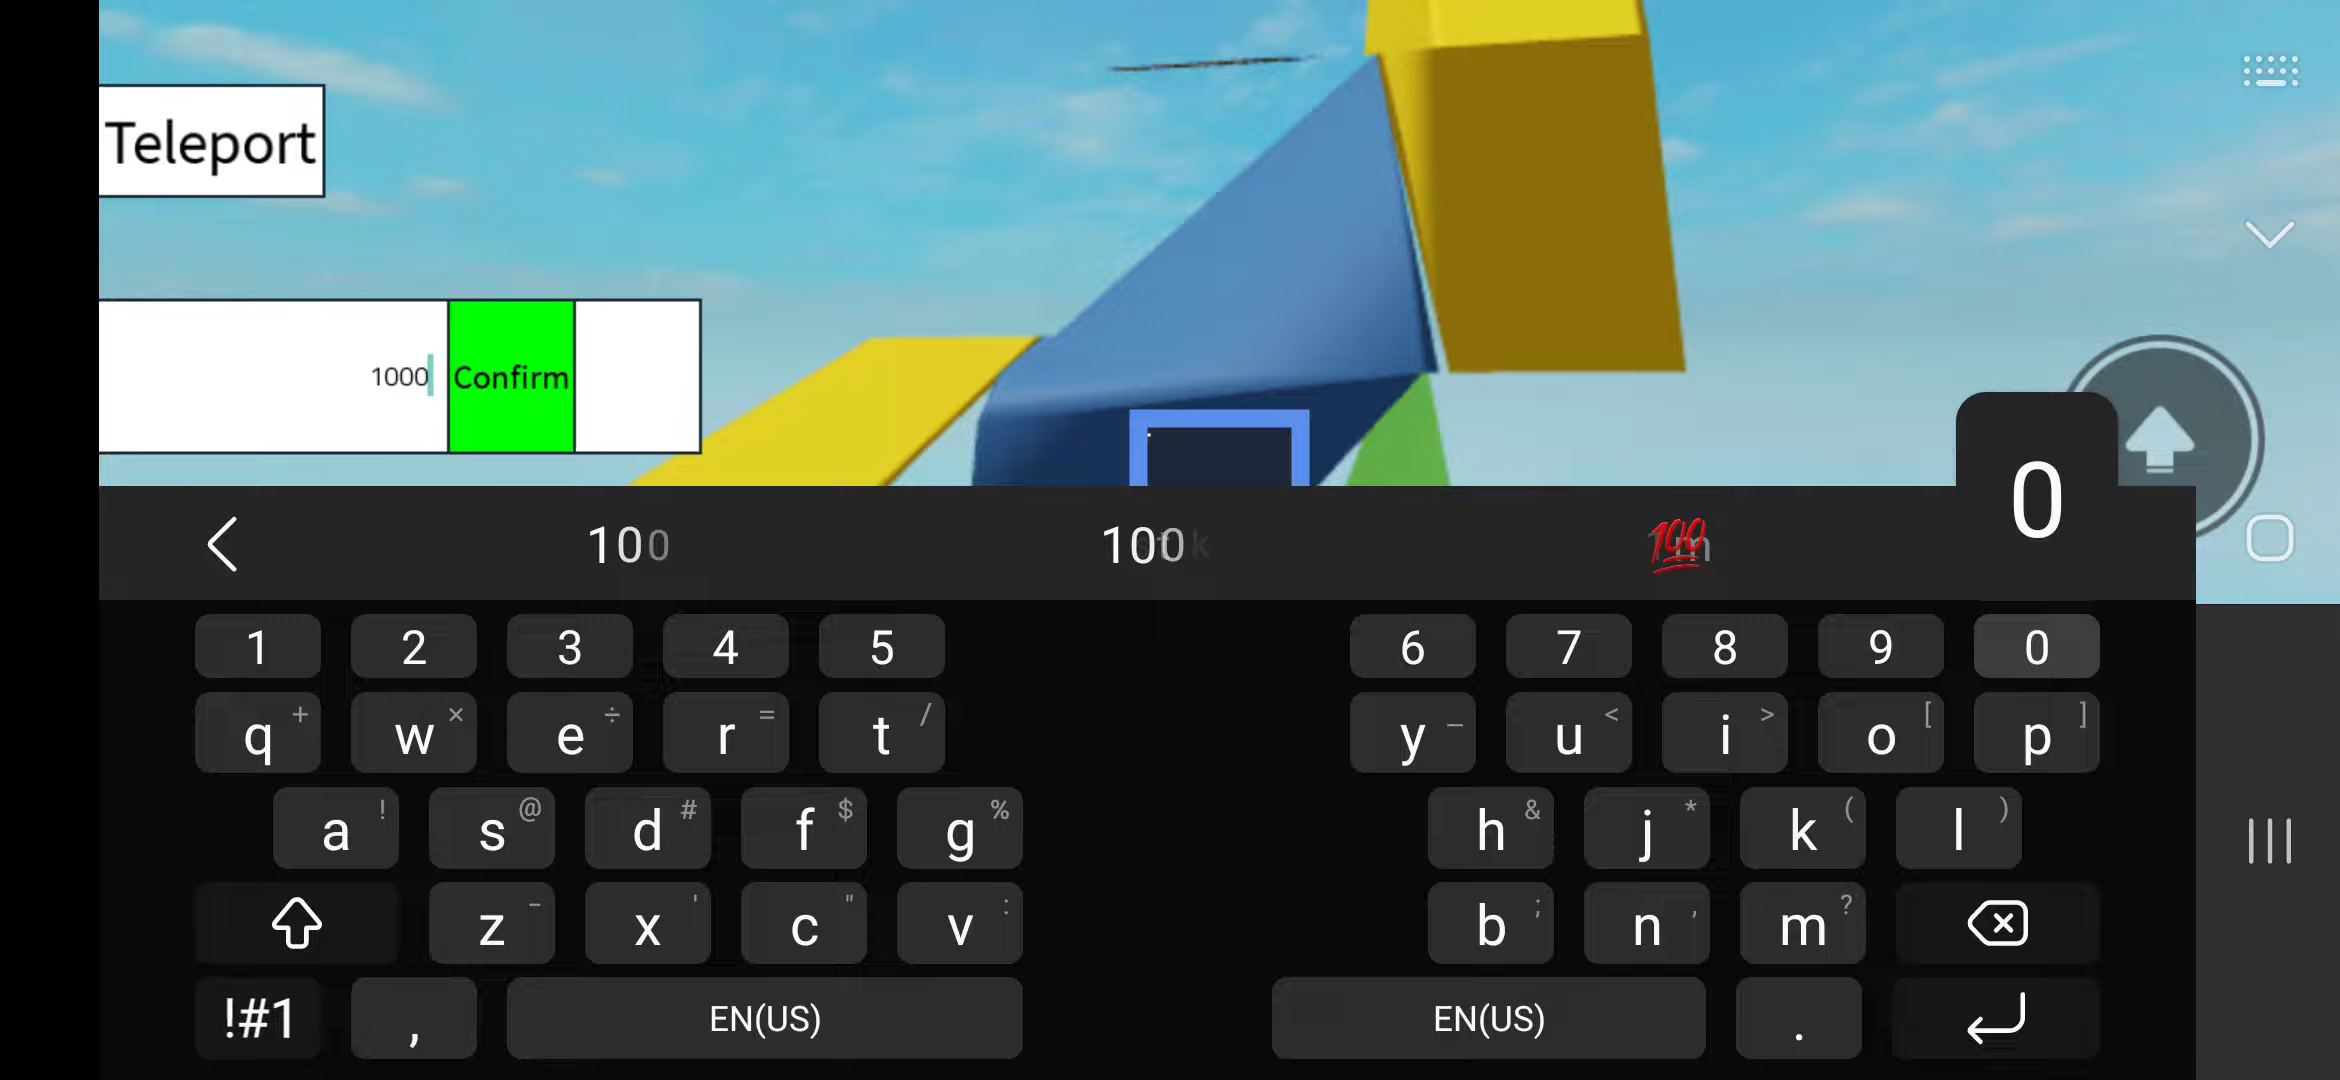 Teleport
1000 Confirm
0
100 100 💯
1 2 3 4 5 6 7 8 9 0
q + w × e ÷ r = t / y _ u < i > o [ p ]
a ! s @ d # f $ g % h & j * k ( l )
z - x ' c " v : b ; n , m ?
!#1 , EN(US) EN(US) .